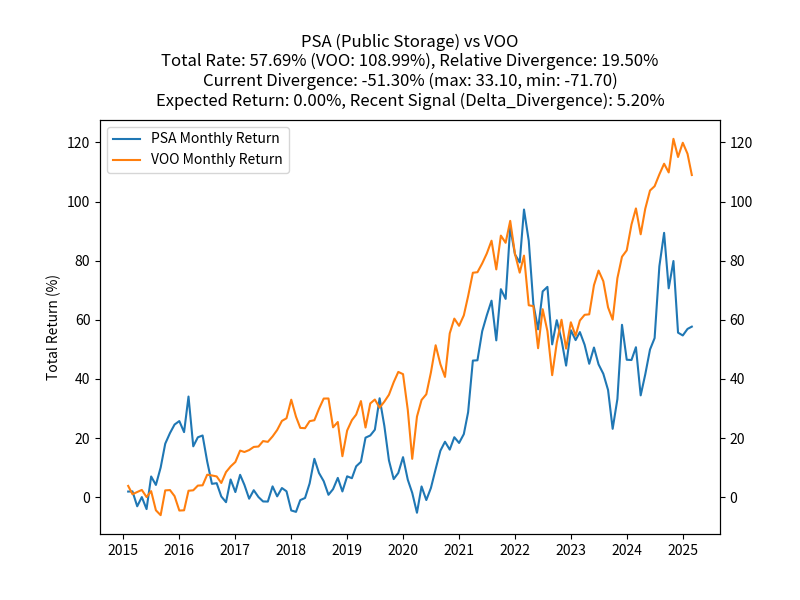 PSA (Public Storage) vs VOO
Total Rate: 57.69% (VOO: 108.99%), Relative Divergence: 19.50%
Current Divergence: -51.30% (max: 33.10, min: -71.70)
Expected Return: 0.00%, Recent Signal (Delta_Divergence): 5.20%
PSA Monthly Return
VOO Monthly Return
Total Return (%)
120 120
100 100
80 80
60 60
40 40
20 20
0 0
2015 2016 2017 2018 2019 2020 2021 2022 2023 2024 2025